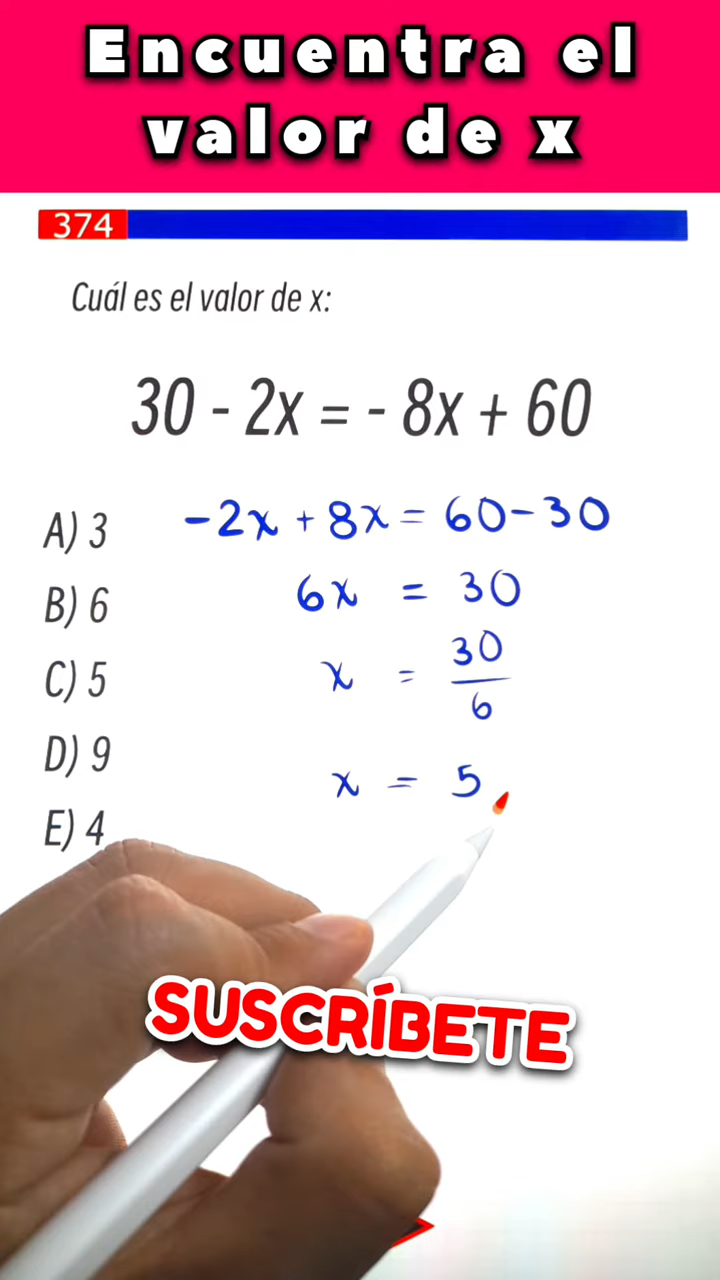 Encuentra el
valor de x
374
Cuál es el valor de x:
30 - 2x = - 8x + 60
A) 3
-2x + 8x = 60-30
B) 6
6x = 30
C) 5
x = 30/6
D) 9
x = 5
E) 4
SUSCRÍBETE